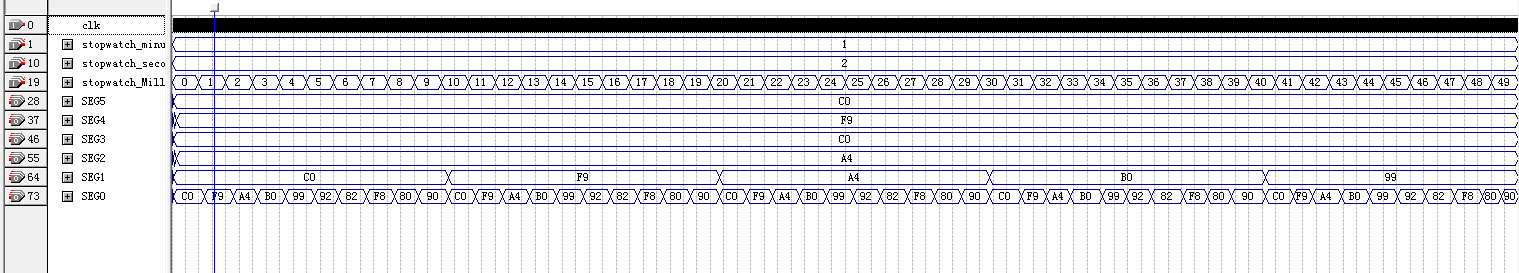 0 clk
1 stopwatch_minu 1
10 stopwatch_seco 2
19 stopwatch_Mill 0 1 2 3 4 5 6 7 8 9 10 11 12 13 14 15 16 17 18 19 20 21 22 23 24 25 26 27 28 29 30 31 32 33 34 35 36 37 38 39 40 41 42 43 44 45 46 47 48 49
28 SEG5 C0
37 SEG4 F9
46 SEG3 C0
55 SEG2 A4
64 SEG1 C0 F9 A4 B0 99
73 SEG0 C0 F9 A4 B0 99 92 82 F8 80 90 C0 F9 A4 B0 99 92 82 F8 80 90 C0 F9 A4 B0 99 92 82 F8 80 90 C0 F9 A4 B0 99 92 82 F8 80 90 C0 F9 A4 B0 99 92 82 F8 80 90